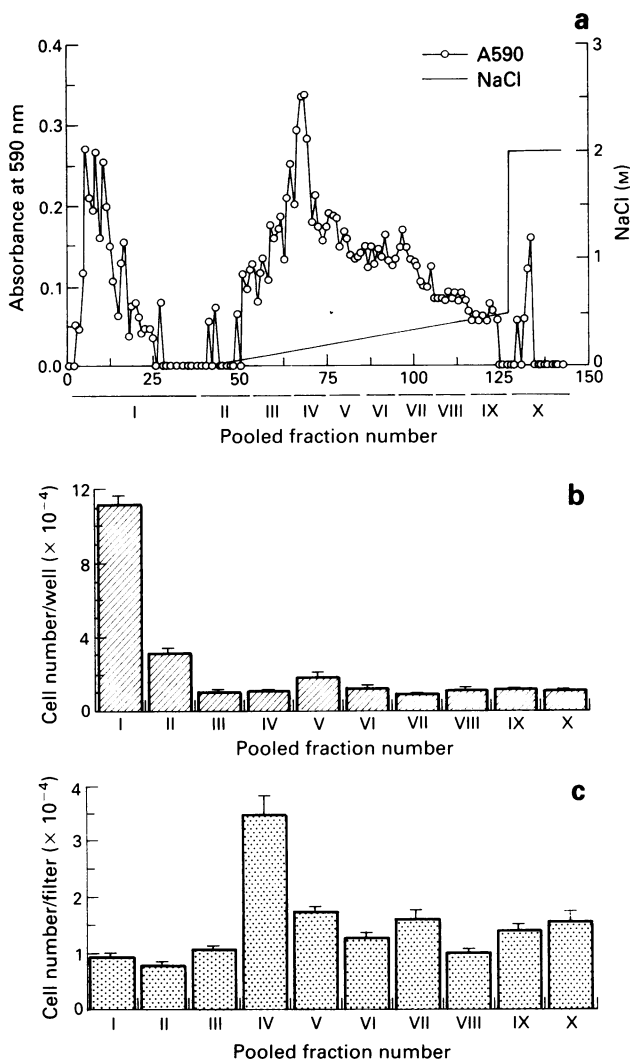 a
0.4
0.3
0.2
0.1
0.0
Absorbance at 590 nm
A590
NaCl
3
2
1
0
NaCl (M)
0 25 50 75 100 125 150
I II III IV V VI VII VIII IX X
Pooled fraction number
b
12
8
4
0
Cell number/well (× 10⁻⁴)
I II III IV V VI VII VIII IX X
Pooled fraction number
c
4
3
2
1
0
Cell number/filter (× 10⁻⁴)
I II III IV V VI VII VIII IX X
Pooled fraction number